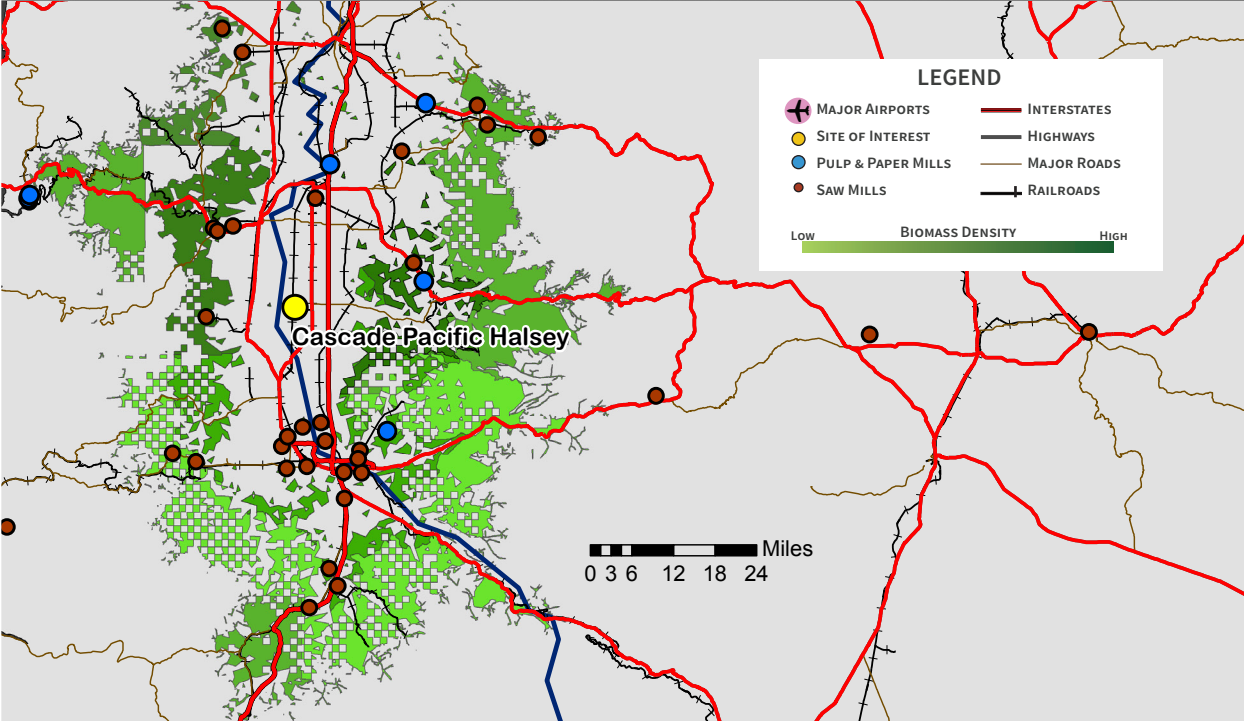 LEGEND
MAJOR AIRPORTS
INTERSTATES
SITE OF INTEREST
HIGHWAYS
PULP & PAPER MILLS
MAJOR ROADS
SAW MILLS
RAILROADS
LOW
BIOMASS DENSITY
HIGH
Cascade Pacific Halsey
Miles
0 3 6 12 18 24